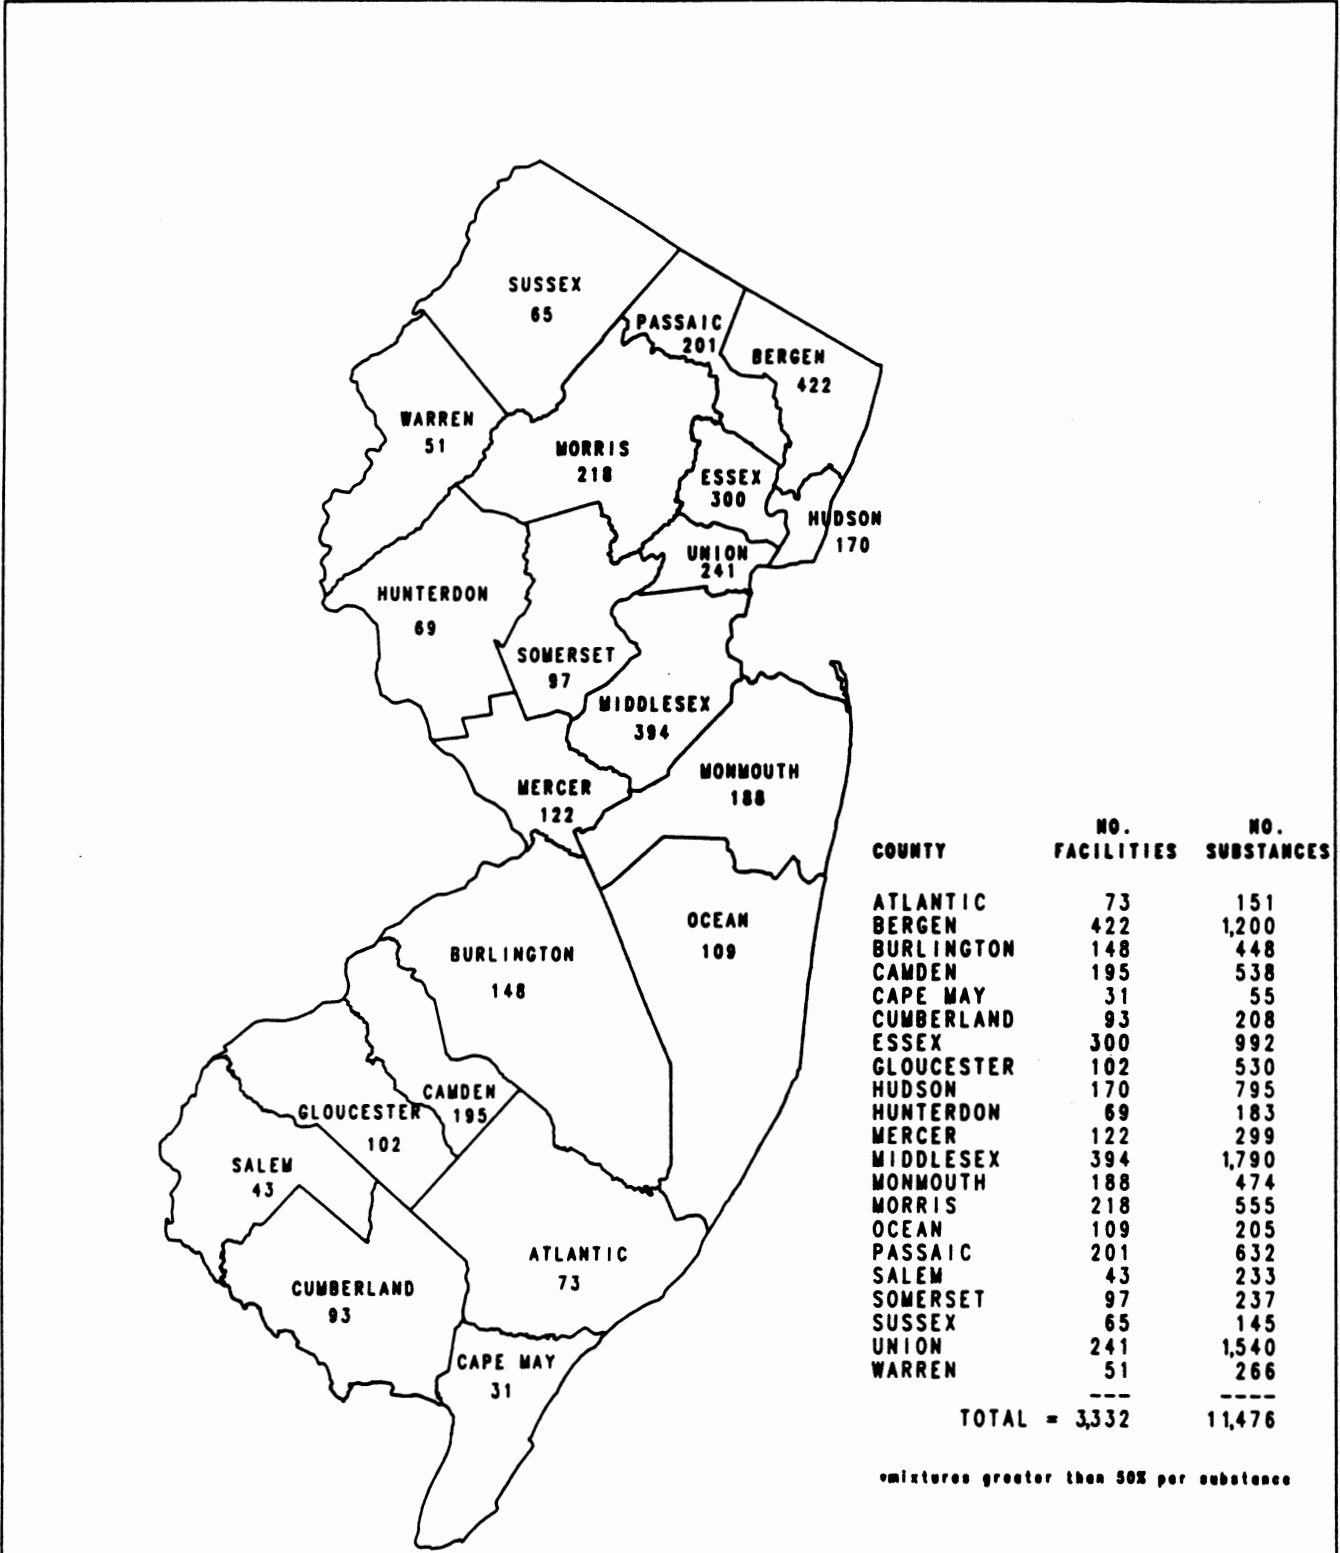 SUSSEX
65
PASSAIC
201
BERGEN
422
WARREN
51
MORRIS
218
ESSEX
300
HUDSON
170
UNION
241
HUNTERDON
69
SOMERSET
97
MIDDLESEX
394
MERCER
122
MONMOUTH
188
OCEAN
109
BURLINGTON
148
CAMDEN
195
GLOUCESTER
102
SALEM
43
ATLANTIC
73
CUMBERLAND
93
CAPE MAY
31
NO. NO.
COUNTY FACILITIES SUBSTANCES
ATLANTIC 73 151
BERGEN 422 1,200
BURLINGTON 148 448
CAMDEN 195 538
CAPE MAY 31 55
CUMBERLAND 93 208
ESSEX 300 992
GLOUCESTER 102 530
HUDSON 170 795
HUNTERDON 69 183
MERCER 122 299
MIDDLESEX 394 1,790
MONMOUTH 188 474
MORRIS 218 555
OCEAN 109 205
PASSAIC 201 632
SALEM 43 233
SOMERSET 97 237
SUSSEX 65 145
UNION 241 1,540
WARREN 51 266
--- ----
TOTAL = 3,332 11,476
*mixtures greater than 50% per substance